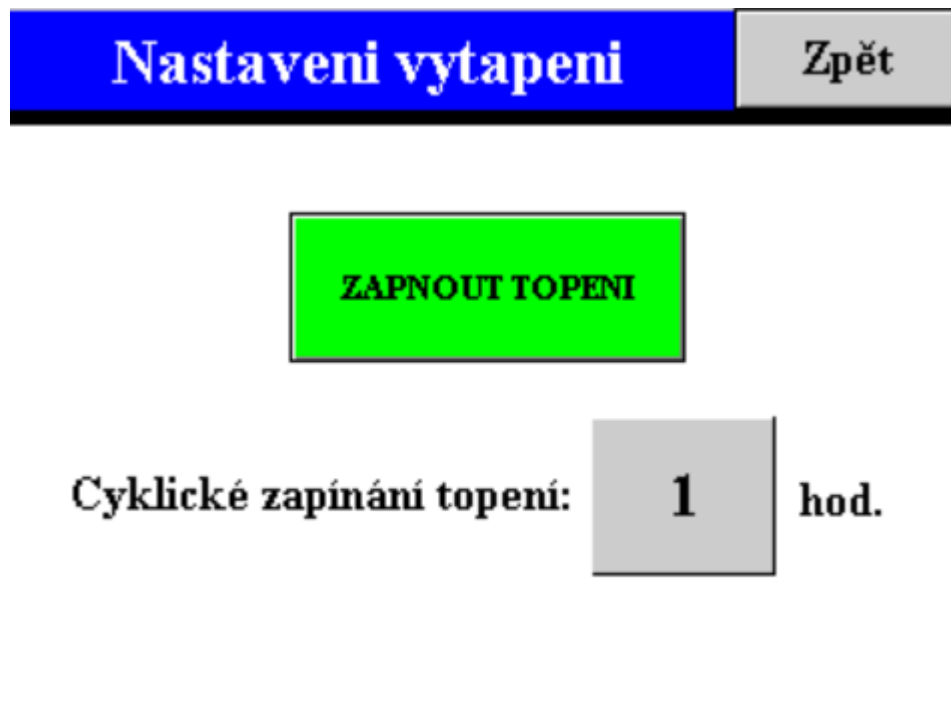 Nastaveni vytapeni
Zpět
ZAPNOUT TOPENI
Cyklické zapínání topení: 1 hod.